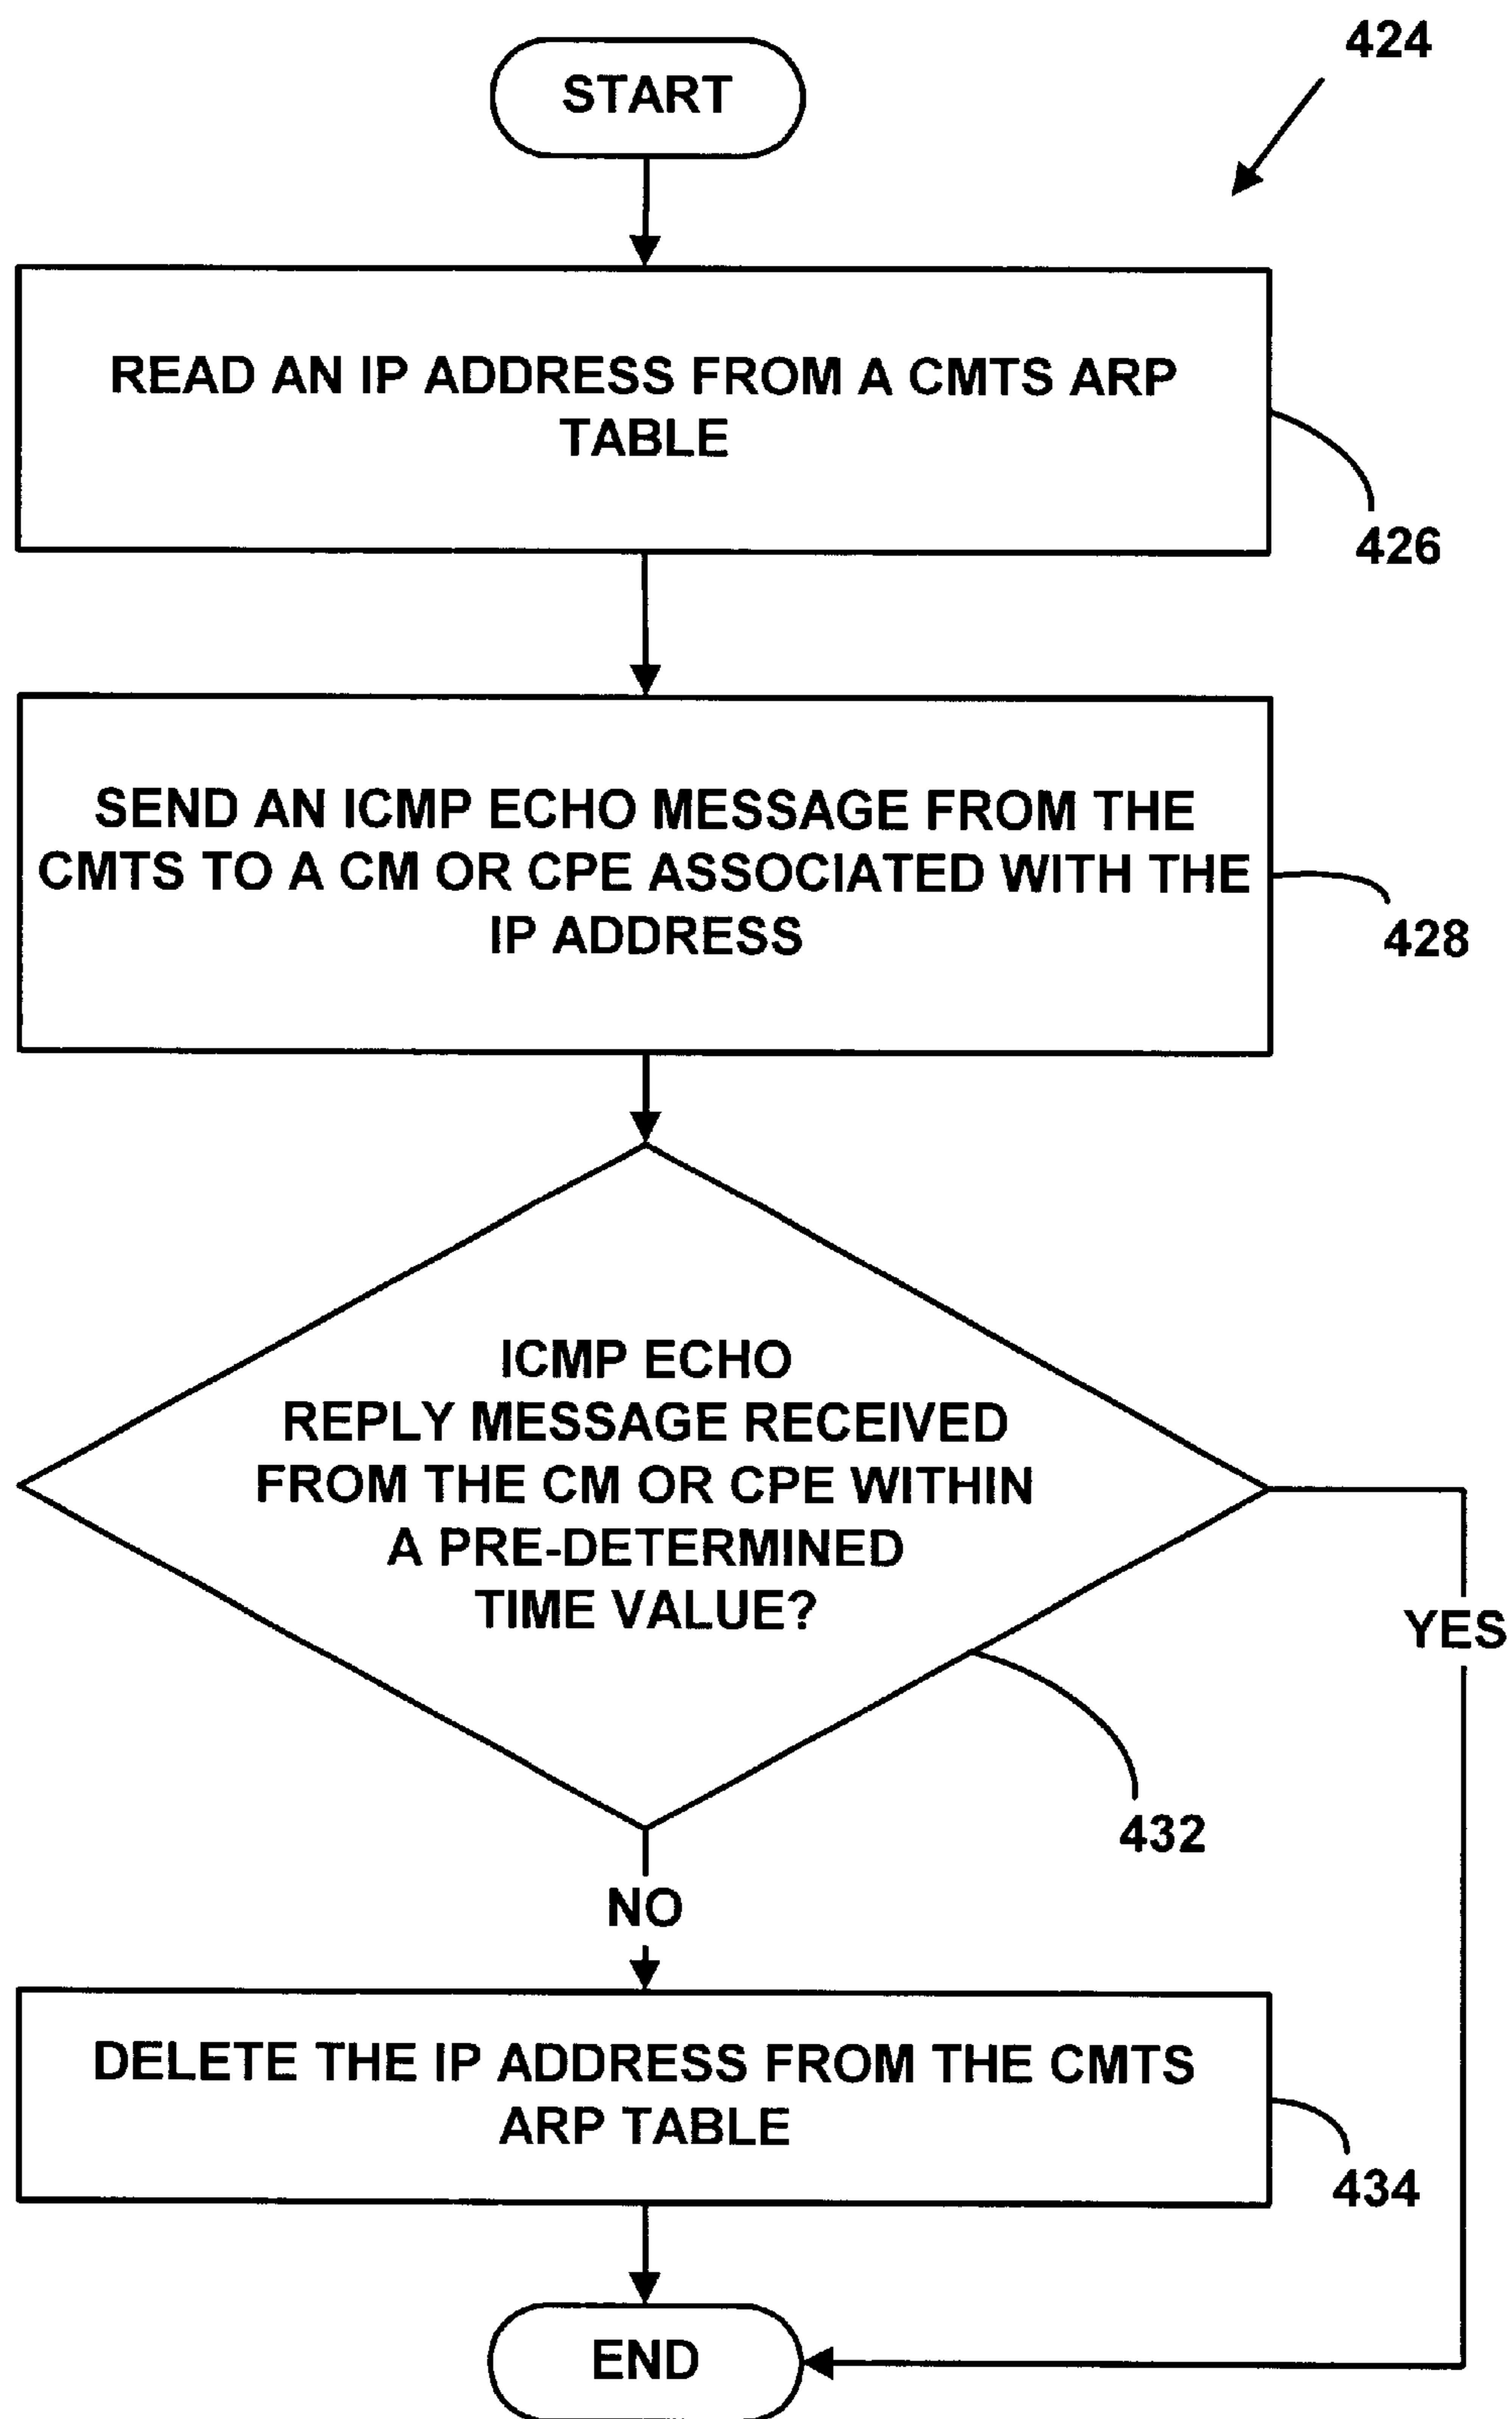 424
START
READ AN IP ADDRESS FROM A CMTS ARP
TABLE
426
SEND AN ICMP ECHO MESSAGE FROM THE
CMTS TO A CM OR CPE ASSOCIATED WITH THE
IP ADDRESS
428
ICMP ECHO
REPLY MESSAGE RECEIVED
FROM THE CM OR CPE WITHIN
A PRE-DETERMINED
TIME VALUE?
YES
432
NO
DELETE THE IP ADDRESS FROM THE CMTS
ARP TABLE
434
END